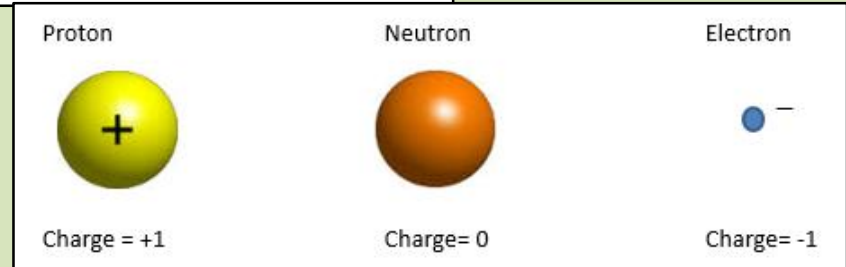 Proton Neutron Electron
+ –
Charge = +1 Charge= 0 Charge= -1